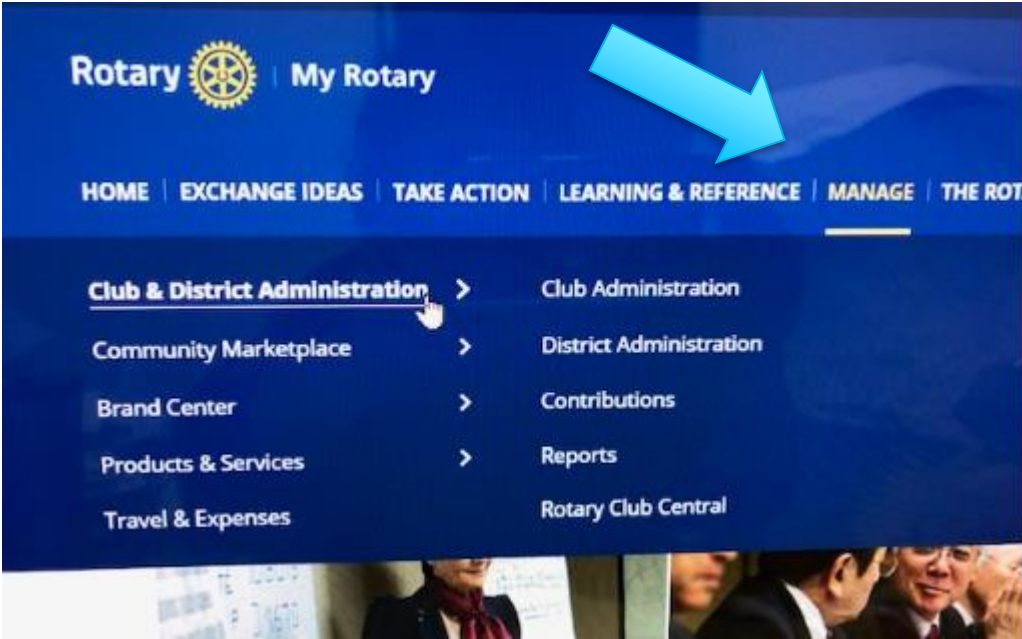 Rotary | My Rotary
HOME | EXCHANGE IDEAS | TAKE ACTION | LEARNING & REFERENCE | MANAGE | THE
Club & District Administration >
Community Marketplace >
Brand Center >
Products & Services >
Travel & Expenses
Club Administration
District Administration
Contributions
Reports
Rotary Club Central